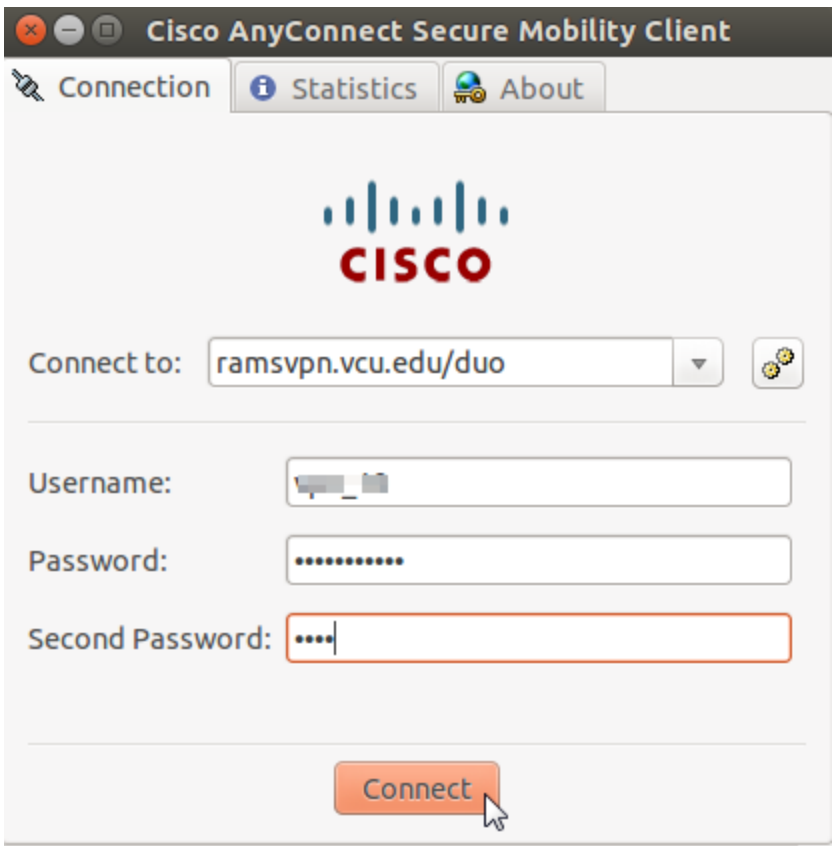 Cisco AnyConnect Secure Mobility Client
Connection Statistics About
CISCO
Connect to: ramsvpn.vcu.edu/duo
Username:
Password: •••••••••••
Second Password: ••••
Connect